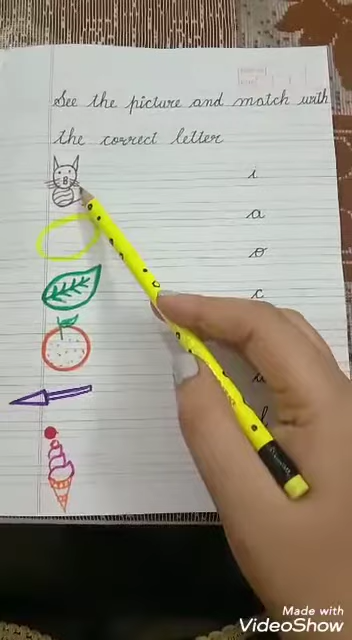 See the picture and match with
the correct letter
i
a
o
c
Made with
VideoShow